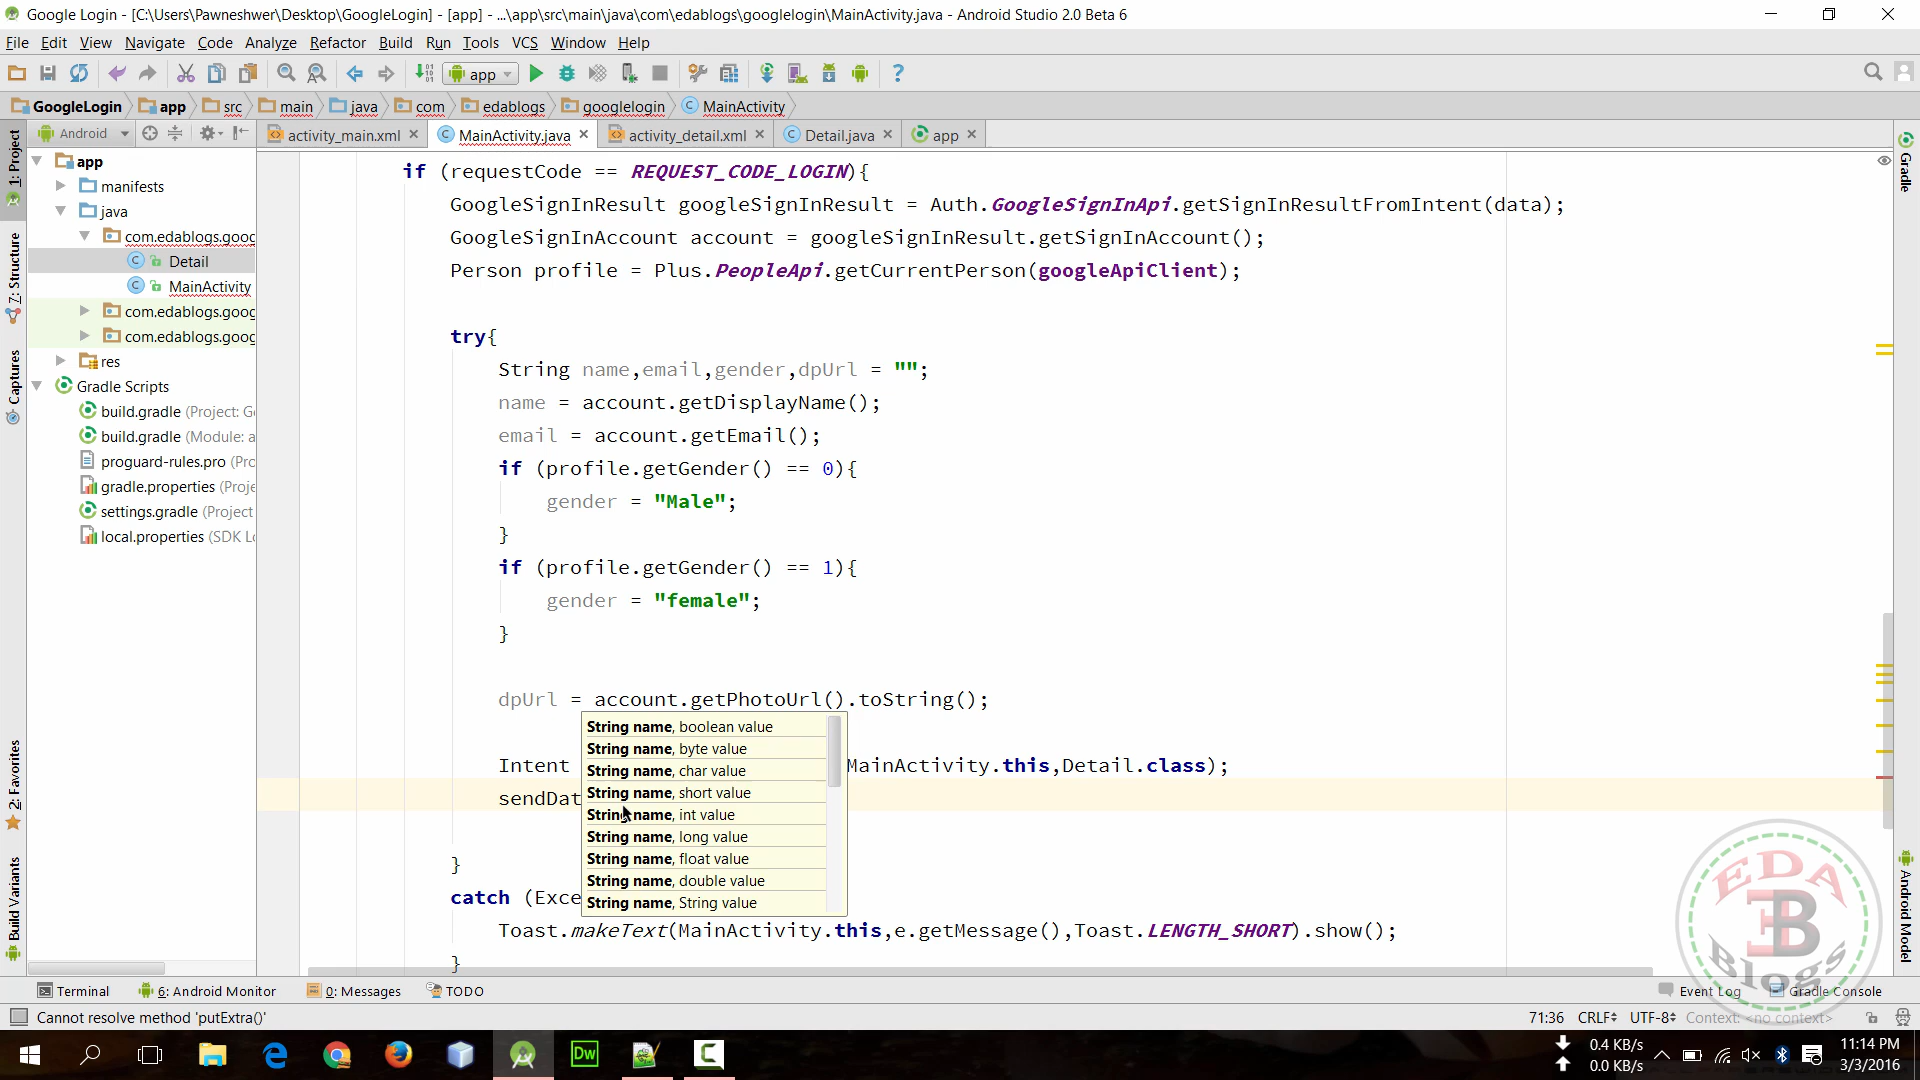 Google Login - [C:\Users\Pawneshwer\Desktop\GoogleLogin] - [app] - ...\app\src\main\java\com\edablogs\googlelogin\MainActivity.java - Android Studio 2.0 Beta 6
File Edit View Navigate Code Analyze Refactor Build Run Tools VCS Window Help
app
GoogleLogin app src main java com edablogs googlelogin MainActivity
Android activity_main.xml MainActivity.java activity_detail.xml Detail.java app
1: Project
7: Structure
Captures
2: Favorites
Build Variants
app
manifests
java
com.edablogs.goog
Detail
MainActivity
com.edablogs.goog
com.edablogs.goog
res
Gradle Scripts
build.gradle (Project: G
build.gradle (Module: a
proguard-rules.pro (Pro
gradle.properties (Proje
settings.gradle (Project
local.properties (SDK L
if (requestCode == REQUEST_CODE_LOGIN){
GoogleSignInResult googleSignInResult = Auth.GoogleSignInApi.getSignInResultFromIntent(data);
GoogleSignInAccount account = googleSignInResult.getSignInAccount();
Person profile = Plus.PeopleApi.getCurrentPerson(googleApiClient);
try{
String name,email,gender,dpUrl = "";
name = account.getDisplayName();
email = account.getEmail();
if (profile.getGender() == 0){
gender = "Male";
}
if (profile.getGender() == 1){
gender = "female";
}
dpUrl = account.getPhotoUrl().toString();
Intent MainActivity.this,Detail.class);
sendDat
String name, boolean value
String name, byte value
String name, char value
String name, short value
String name, int value
String name, long value
String name, float value
String name, double value
String name, String value
}
catch (Exce
Toast.makeText(MainActivity.this,e.getMessage(),Toast.LENGTH_SHORT).show();
}
Gradle
Android Model
EDA
EB
Blogs
Terminal 6: Android Monitor 0: Messages TODO Event Log Gradle Console
Cannot resolve method 'putExtra()' 71:36 CRLF UTF-8 Context: <no context>
Dw
0.4 KB/s
0.0 KB/s
11:14 PM
3/3/2016